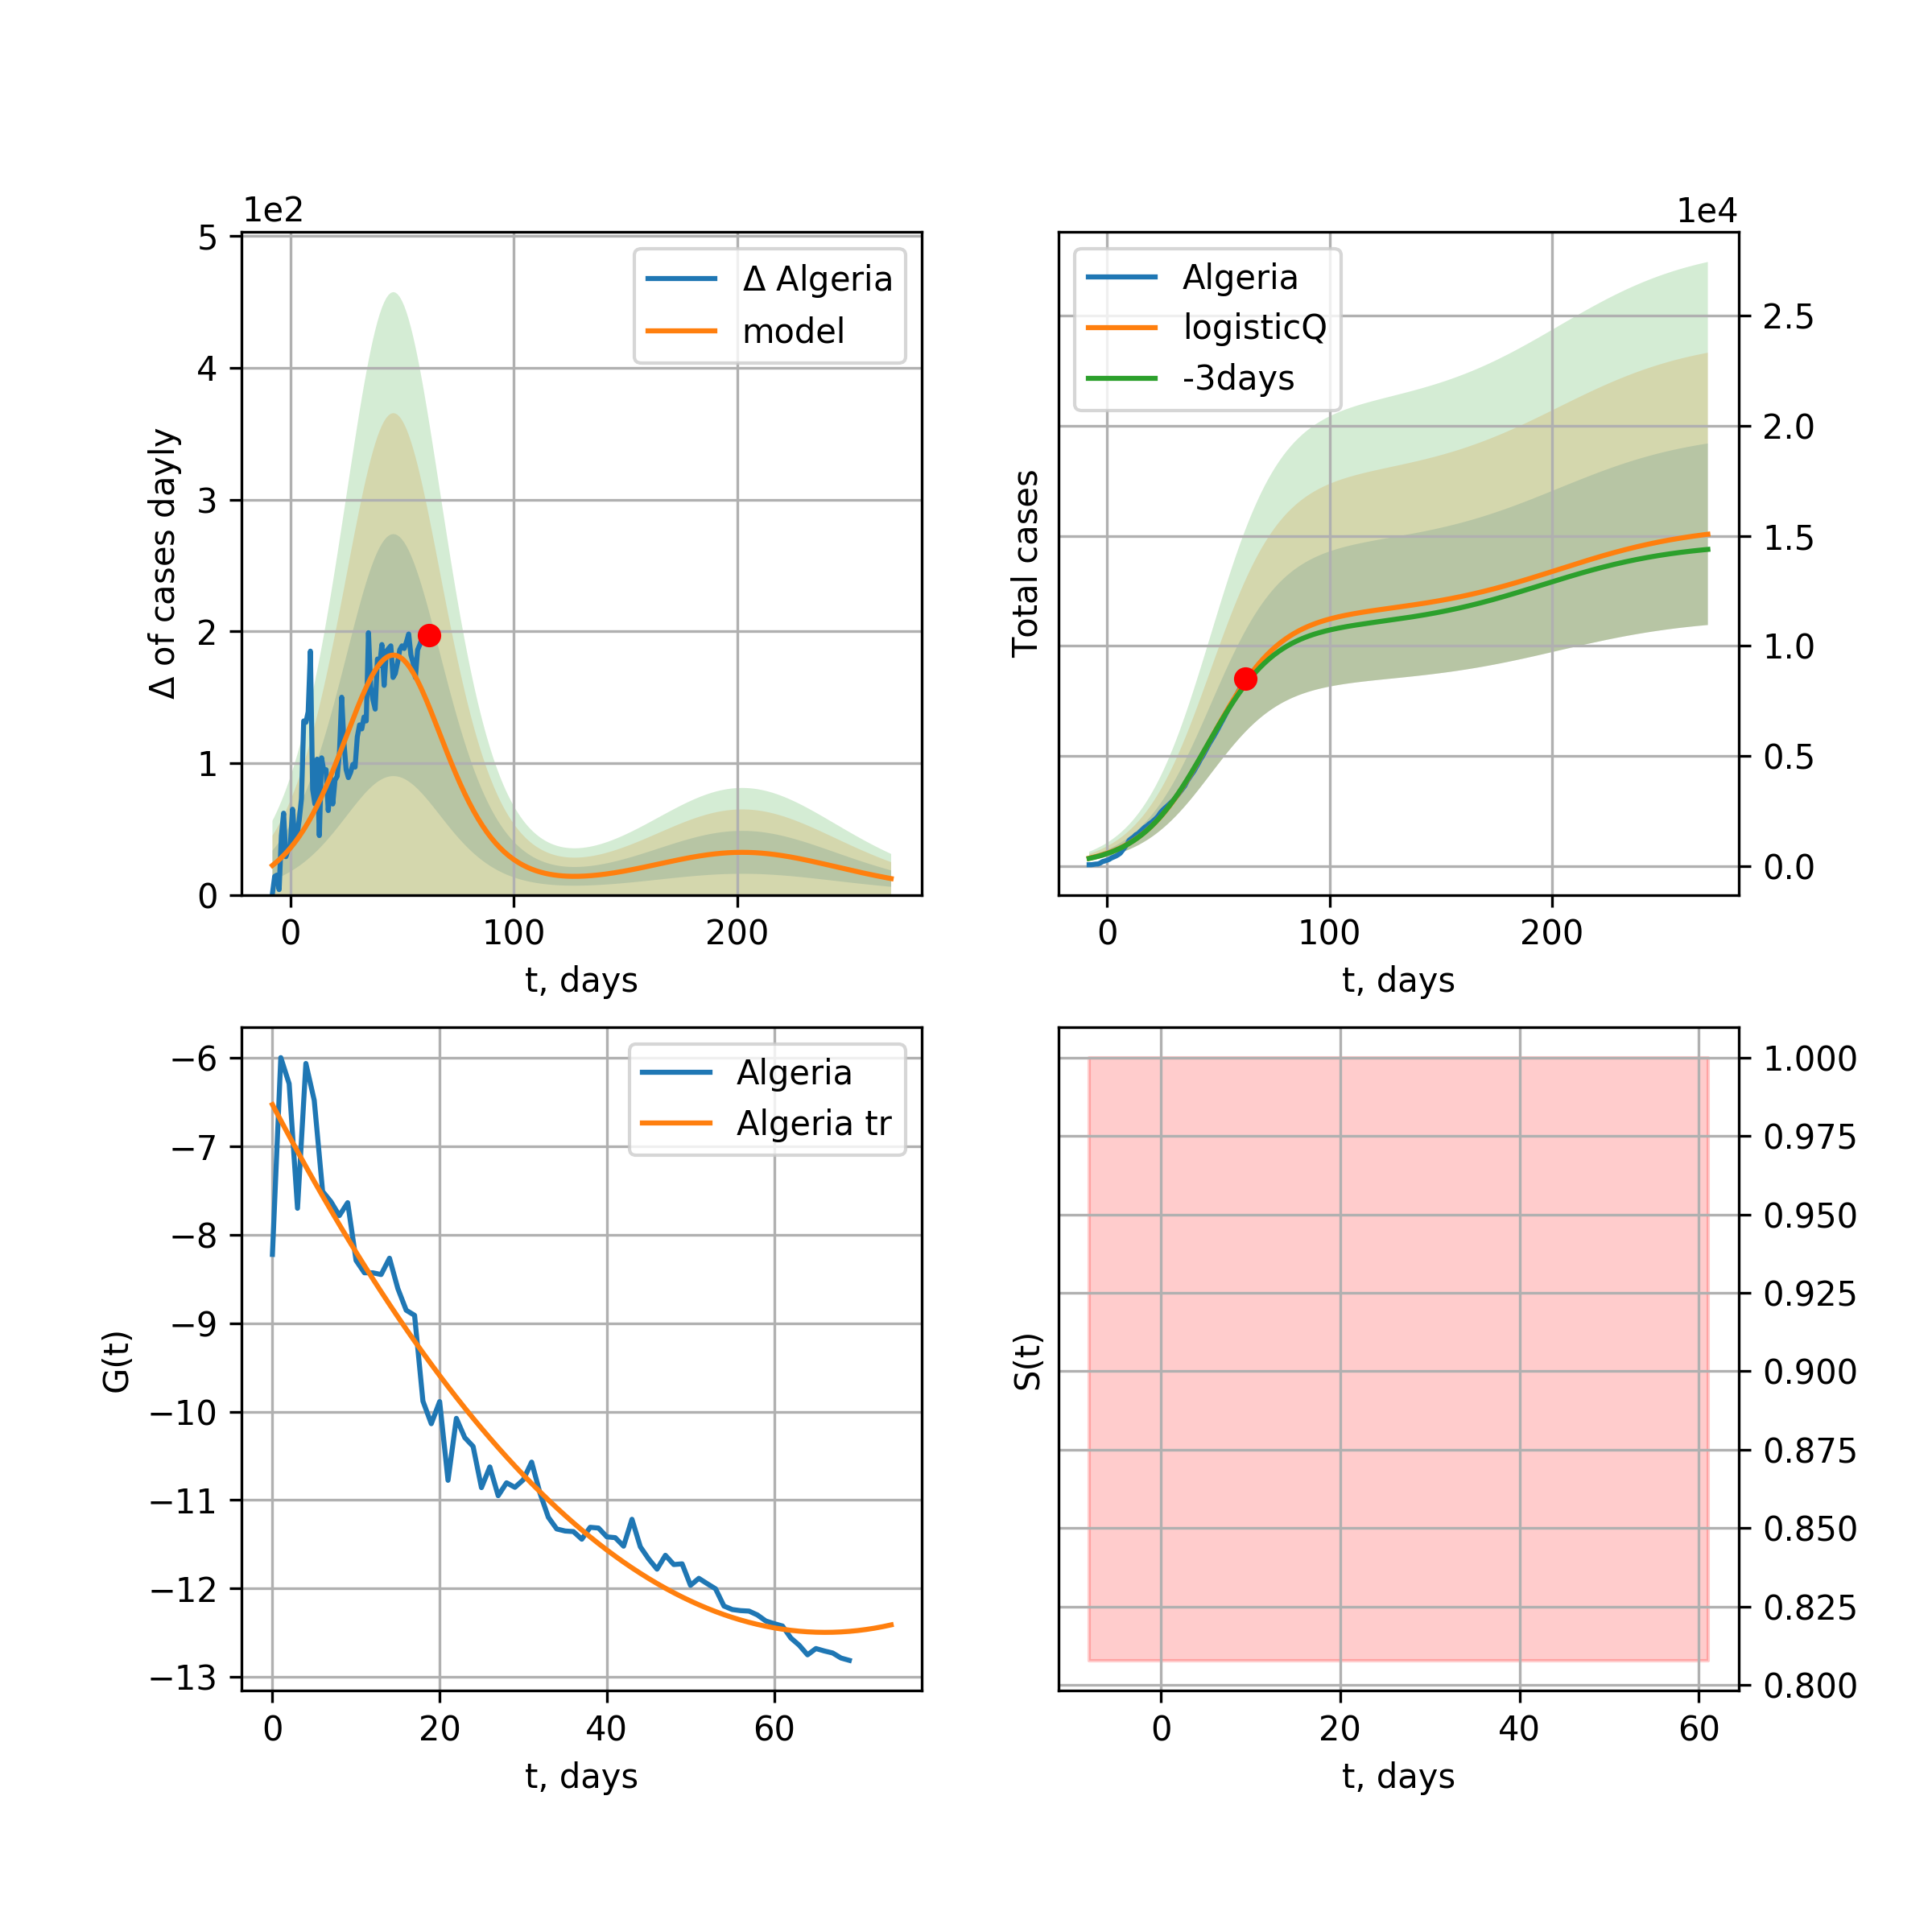 1e2
5
4
3
2
1
0
Δ of cases dayly
Δ Algeria
model
0 100 200
t, days
1e4
Algeria
logisticQ
-3days
Total cases
2.5
2.0
1.5
1.0
0.5
0.0
0 100 200
t, days
−6
−7
−8
−9
−10
−11
−12
−13
G(t)
Algeria
Algeria tr
0 20 40 60
t, days
S(t)
1.000
0.975
0.950
0.925
0.900
0.875
0.850
0.825
0.800
0 20 40 60
t, days